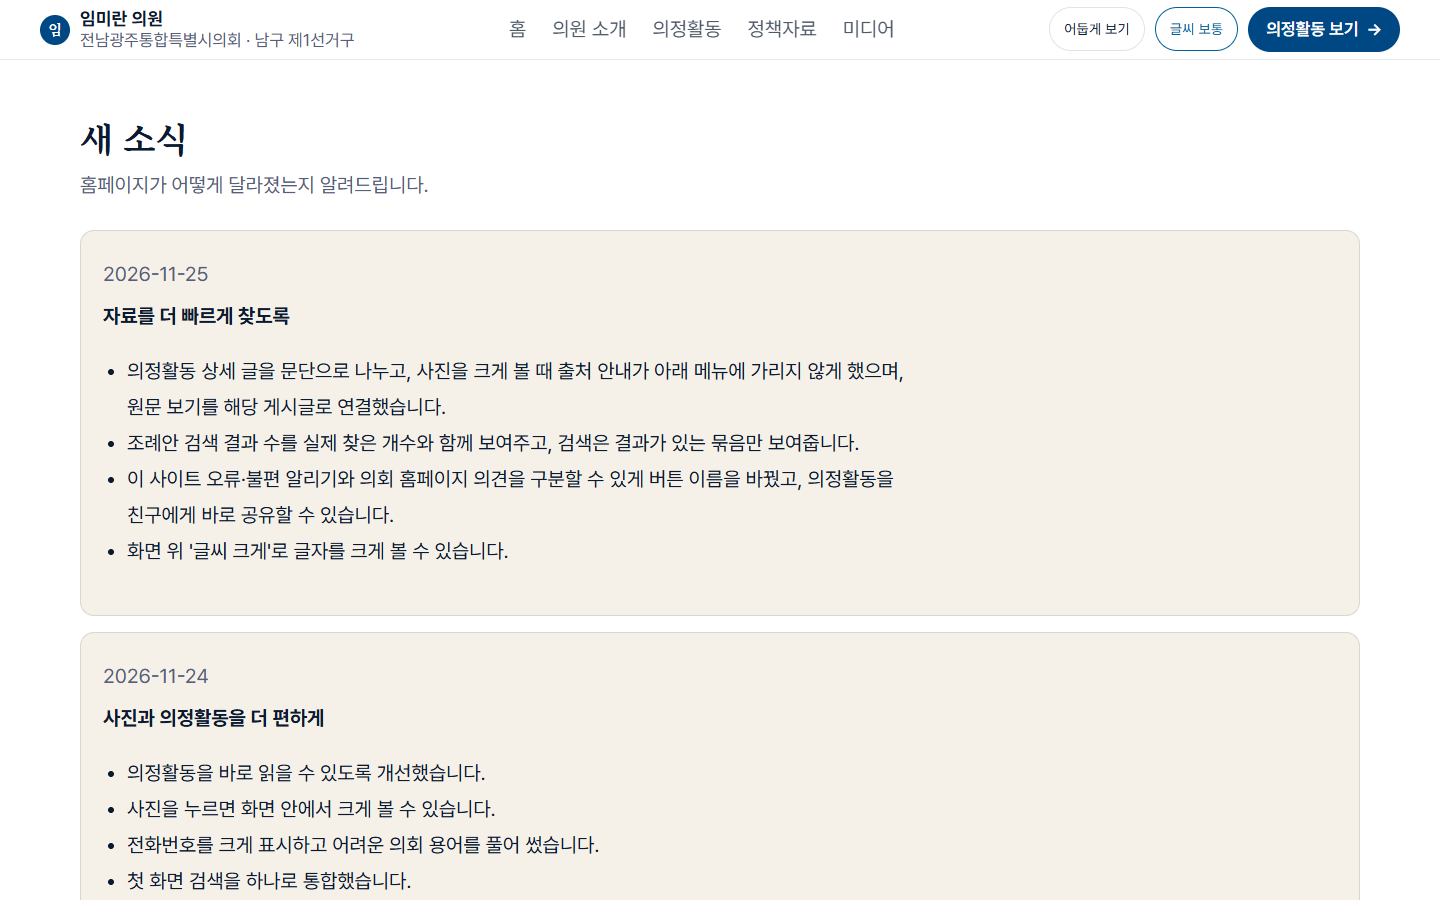 임
임미란 의원
전남광주통합특별시의회 · 남구 제1선거구
홈
의원 소개
의정활동
정책자료
미디어
어둡게 보기
글씨 보통
의정활동 보기 →
새 소식
홈페이지가 어떻게 달라졌는지 알려드립니다.
2026-11-25
자료를 더 빠르게 찾도록
• 의정활동 상세 글을 문단으로 나누고, 사진을 크게 볼 때 출처 안내가 아래 메뉴에 가리지 않게 했으며,
원문 보기를 해당 게시글로 연결했습니다.
• 조례안 검색 결과 수를 실제 찾은 개수와 함께 보여주고, 검색은 결과가 있는 묶음만 보여줍니다.
• 이 사이트 오류·불편 알리기와 의회 홈페이지 의견을 구분할 수 있게 버튼 이름을 바꿨고, 의정활동을
친구에게 바로 공유할 수 있습니다.
• 화면 위 '글씨 크게'로 글자를 크게 볼 수 있습니다.
2026-11-24
사진과 의정활동을 더 편하게
• 의정활동을 바로 읽을 수 있도록 개선했습니다.
• 사진을 누르면 화면 안에서 크게 볼 수 있습니다.
• 전화번호를 크게 표시하고 어려운 의회 용어를 풀어 썼습니다.
• 첫 화면 검색을 하나로 통합했습니다.